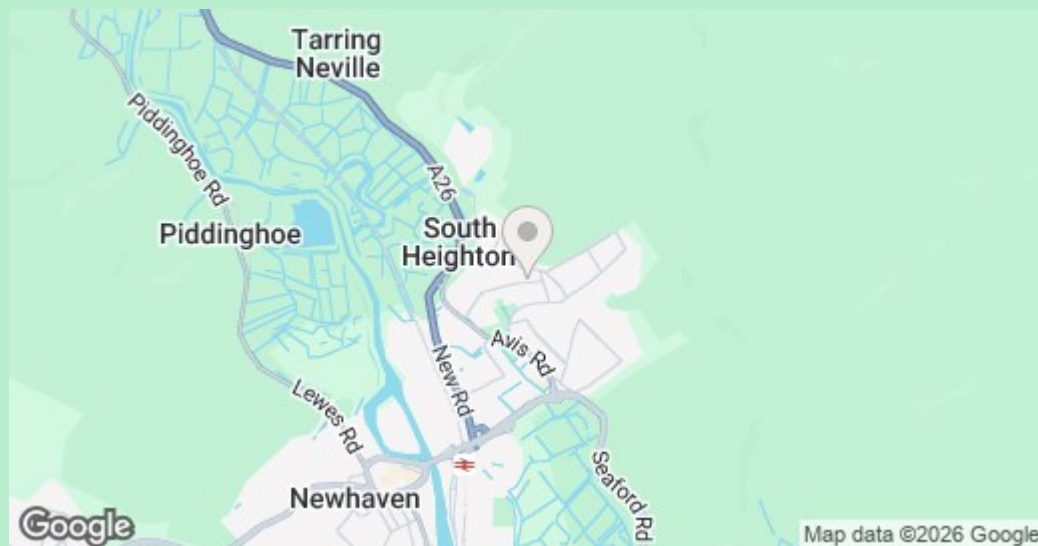 Tarring
Neville
Piddinghoe Rd
A26
South
Heighton
Piddinghoe
Avis Rd
New Rd
Lewes Rd
Seaford Rd
Newhaven
Google
Map data ©2026 Google